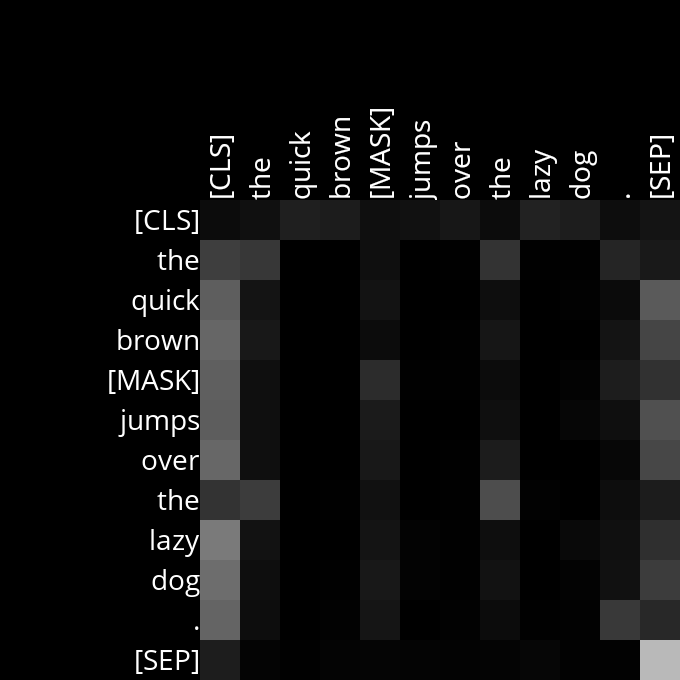 [CLS] the quick brown [MASK] jumps over the lazy dog . [SEP]
[CLS]
the
quick
brown
[MASK]
jumps
over
the
lazy
dog
.
[SEP]